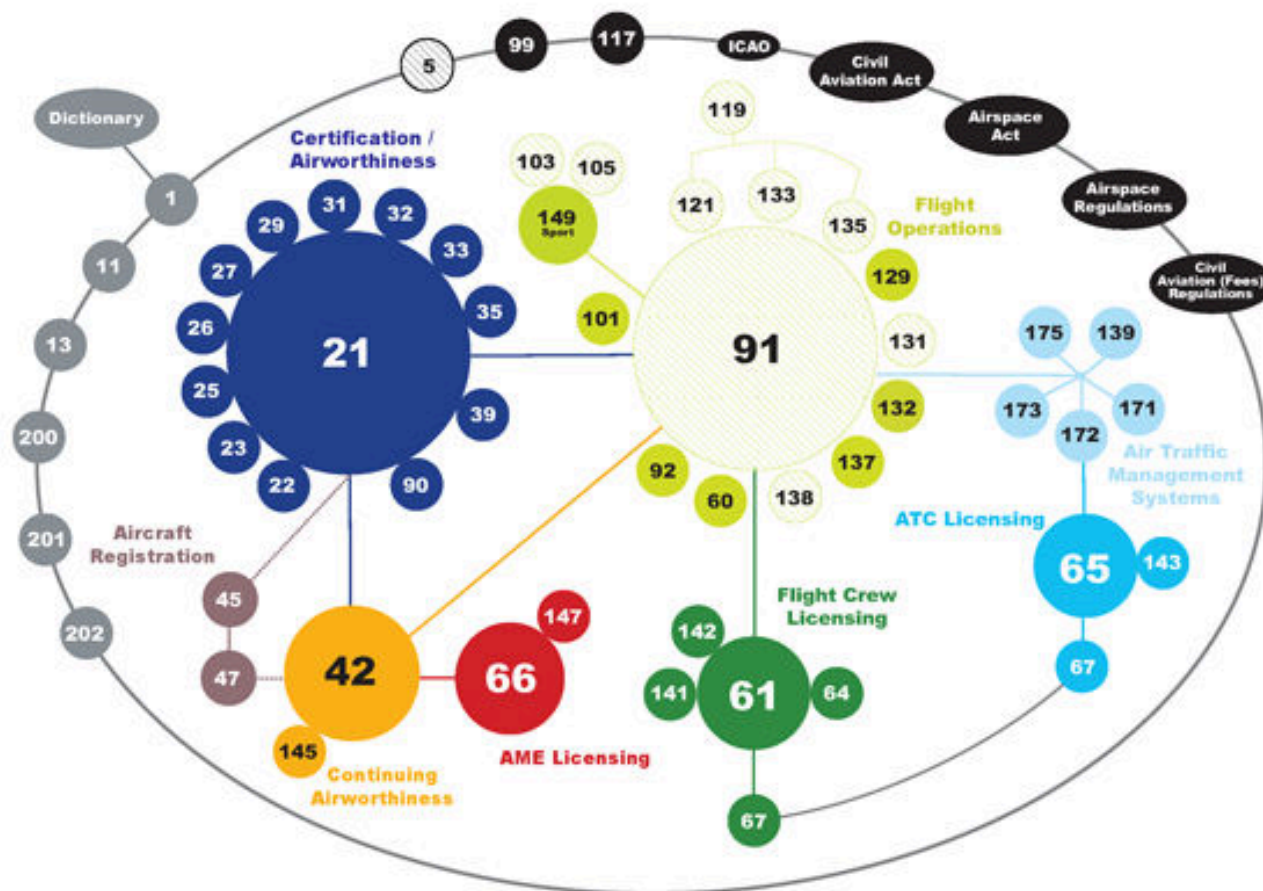 5
99
117
ICAO
Civil
Aviation Act
Airspace
Act
Airspace
Regulations
Civil
Aviation (Fees)
Regulations
Dictionary
1
11
13
200
201
202
Certification /
Airworthiness
31
32
29
33
27
35
26
21
25
39
23
22
90
119
103
105
121
133
149
Sport
135
Flight
Operations
129
101
91
131
132
92
137
60
138
175
139
173
171
172
Air Traffic
Management
Systems
ATC Licensing
65
143
67
Aircraft
Registration
45
47
42
145
Continuing
Airworthiness
147
66
AME Licensing
Flight Crew
Licensing
142
141
61
64
67